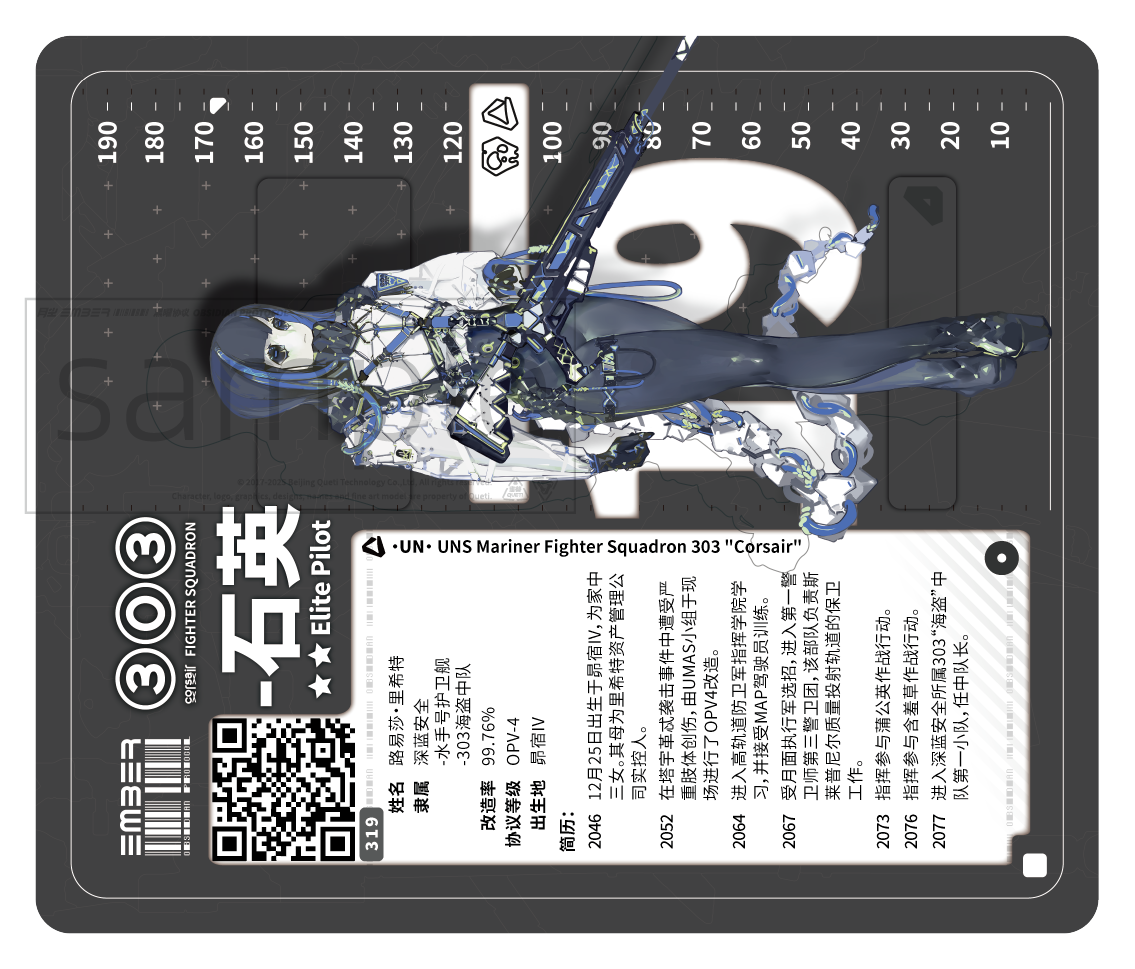 190
180
170
160
150
140
130
120
100
90
80
70
60
50
40
30
20
10
sample
EMBER
303
corsair FIGHTER SQUADRON
-石英
★★ Elite Pilot
319
·UN· UNS Mariner Fighter Squadron 303 "Corsair"
姓名 路易莎·里希特
隶属 深蓝安全
-水手号护卫舰
-303海盗中队
改造率 99.76%
协议等级 OPV-4
出生地 昴宿IV
简历:
2046 12月25日出生于昴宿IV, 为家中
三女。其母为里希特资产管理公
司实控人。
2052 在塔宇革忒袭击事件中遭受严
重肢体创伤, 由UMAS小组于现
场进行了OPV4改造。
2064 进入高轨道防卫军指挥学院学
习, 并接受MAP驾驶员训练。
2067 受月面执行军选招, 进入第一警
卫师第三警卫团, 该部队负责斯
莱普尼尔质量投射轨道的保卫
工作。
2073 指挥参与蒲公英作战行动。
2076 指挥参与含羞草作战行动。
2077 进入深蓝安全所属303“海盗”中
队第一小队, 任中队长。